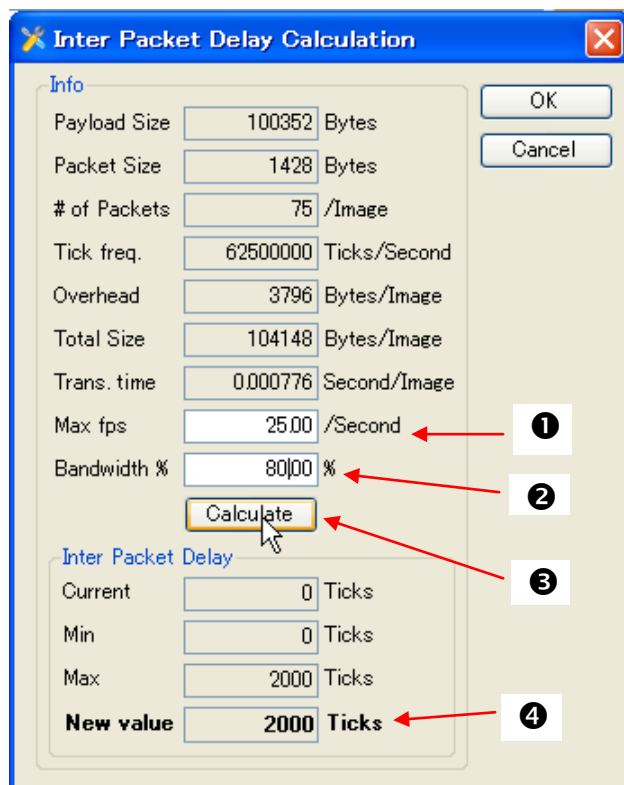 Inter Packet Delay Calculation
Info
Payload Size 100352 Bytes
Packet Size 1428 Bytes
# of Packets 75 /Image
Tick freq. 62500000 Ticks/Second
Overhead 3796 Bytes/Image
Total Size 104148 Bytes/Image
Trans. time 0.000776 Second/Image
Max fps 25.00 /Second
Bandwidth % 80.00 %
Calculate
Inter Packet Delay
Current 0 Ticks
Min 0 Ticks
Max 2000 Ticks
New value 2000 Ticks
OK
Cancel
❶
❷
❸
❹